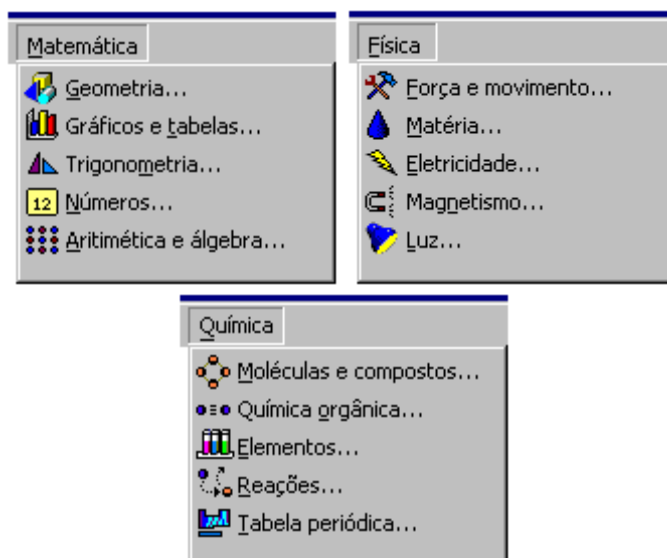 Matemática
Geometria...
Gráficos e tabelas...
Trigonometria...
12 Números...
Aritimética e álgebra...
Física
Força e movimento...
Matéria...
Eletricidade...
Magnetismo...
Luz...
Química
Moléculas e compostos...
Química orgânica...
Elementos...
Reações...
Tabela periódica...